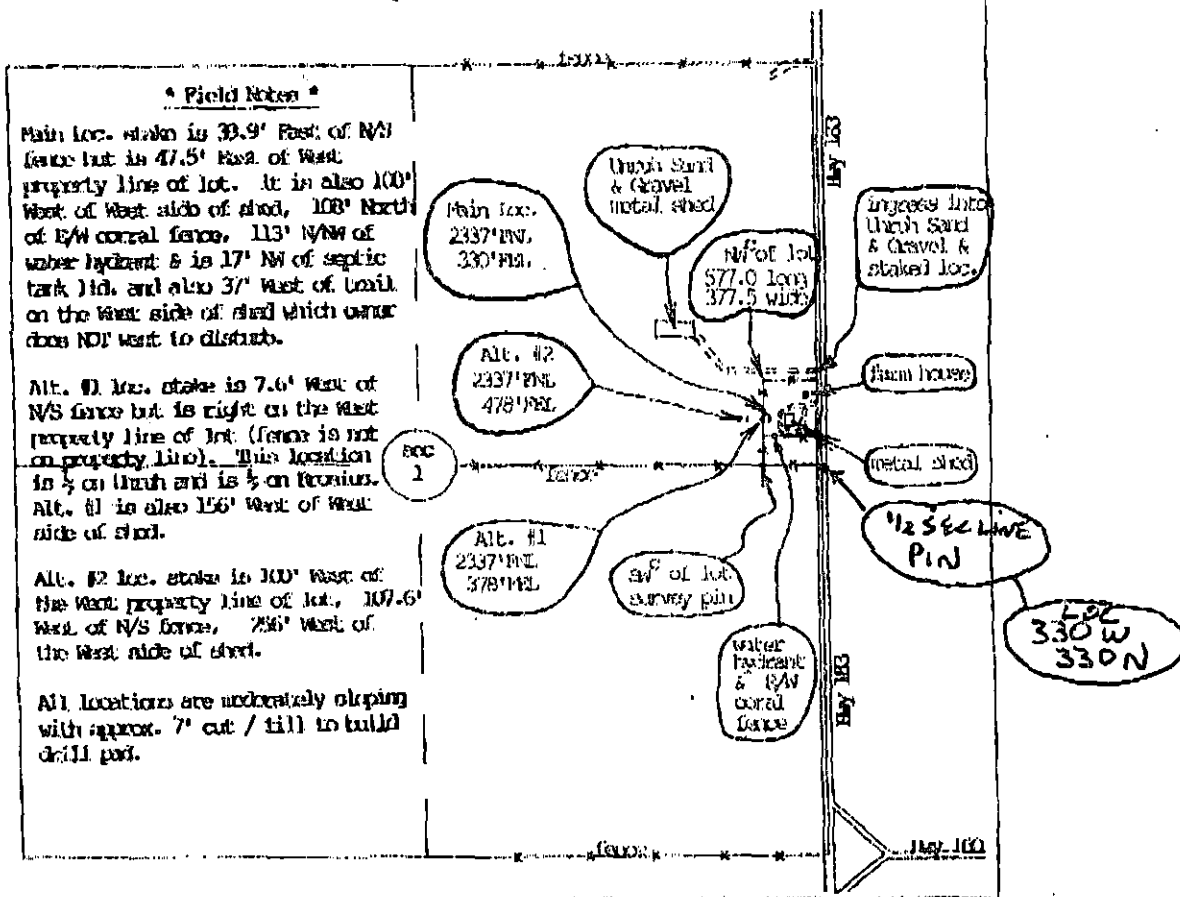 * Field Notes *
Main Loc. stake is 39.9' East of N/S
fence but is 47.5' East of West
property line of lot. It is also 100'
West of West side of shed, 108' North
of E/W corral fence, 113' N/NW of
water hydrant & is 17' NW of septic
tank lid. and also 37' West of
on the West side of shed which owner
does NOT want to disturb.
Alt. #1 loc. stake is 7.6' West of
N/S fence but is right on the West
property line of lot (fence is not
on property line). This location
is ½ on Unruh and is ½ on
Alt. #1 is also 156' West of West
side of shed.
Alt. #2 loc. stake is 100' West of
the West property line of lot, 107.6'
West of N/S fence, 256' West of
the West side of shed.
All locations are moderately sloping
with approx. 7' cut / fill to build
drill pad.
fence
Hwy 183
Unruh Sand
& Gravel
metal shed
Main Loc.
2337'FNL
330'FEL
NWc of lot
577.0 long
377.5 wide
ingress into
Unruh Sand
& Gravel &
staked loc.
Alt. #2
2337'FNL
478'FEL
farm house
sec
1
fence
metal shed
1/2 SEC LINE
PIN
Alt. #1
2337'FNL
378'FEL
SWc of lot
survey pin
LOC
330 W
330 N
water
hydrant
& E/W
corral
fence
Hwy 183
fence
Hwy 160